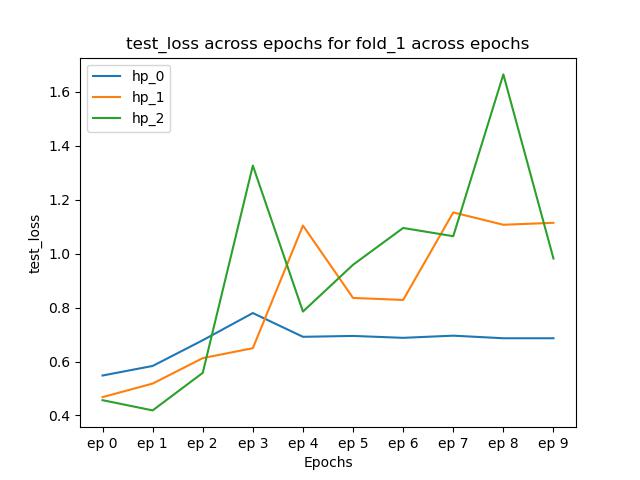 test_loss across epochs for fold_1 across epochs
hp_0
hp_1
hp_2
1.6
1.4
1.2
1.0
0.8
0.6
0.4
test_loss
ep 0 ep 1 ep 2 ep 3 ep 4 ep 5 ep 6 ep 7 ep 8 ep 9
Epochs